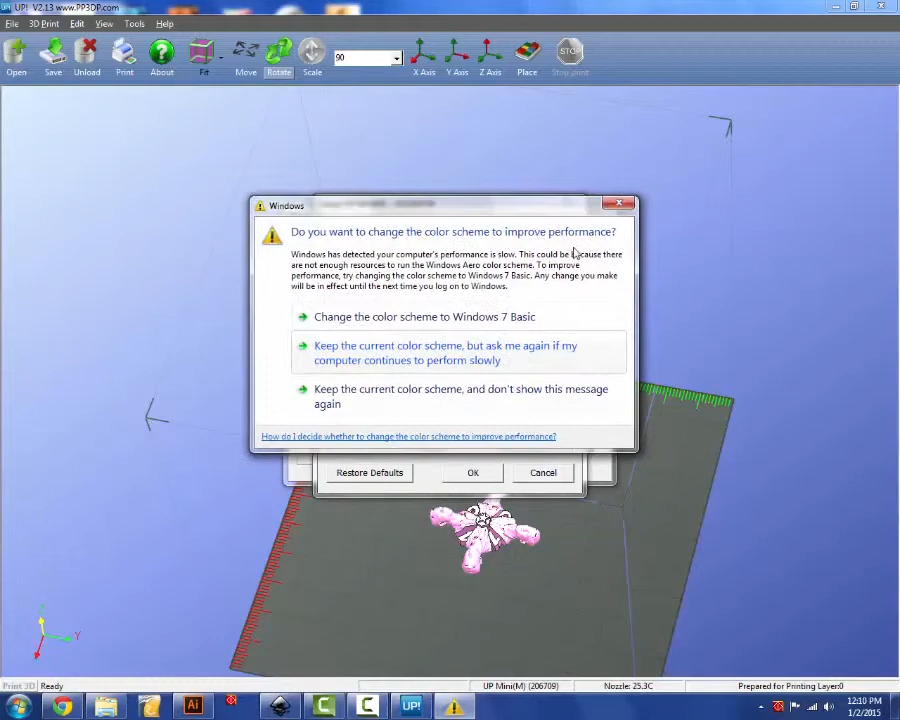 UP! V2.13 www.PP3DP.com
File 3D Print Edit View Tools Help
90
Open Save Unload Print About Fit Move Rotate Scale X Axis Y Axis Z Axis Place Stop print
Windows
Do you want to change the color scheme to improve performance?
Windows has detected your computer's performance is slow. This could be because there
are not enough resources to run the Windows Aero color scheme. To improve
performance, try changing the color scheme to Windows 7 Basic. Any change you make
will be in effect until the next time you log on to Windows.
Change the color scheme to Windows 7 Basic
Keep the current color scheme, but ask me again if my
computer continues to perform slowly
Keep the current color scheme, and don't show this message
again
How do I decide whether to change the color scheme to improve performance?
Restore Defaults OK Cancel
Z
Y
Print 3D Ready UP Mini(M) (206709) Nozzle: 25.3C Prepared for Printing Layer:0
Ai UP!
12:10 PM
1/2/2015